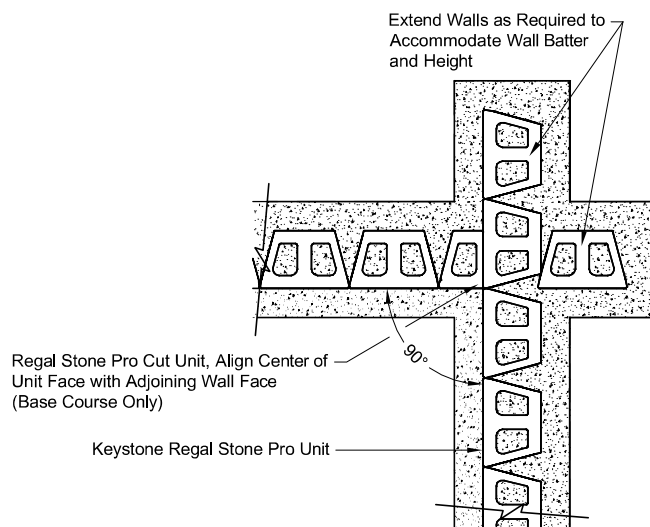 Extend Walls as Required to
Accommodate Wall Batter
and Height
Regal Stone Pro Cut Unit, Align Center of
Unit Face with Adjoining Wall Face
(Base Course Only)
90°
Keystone Regal Stone Pro Unit